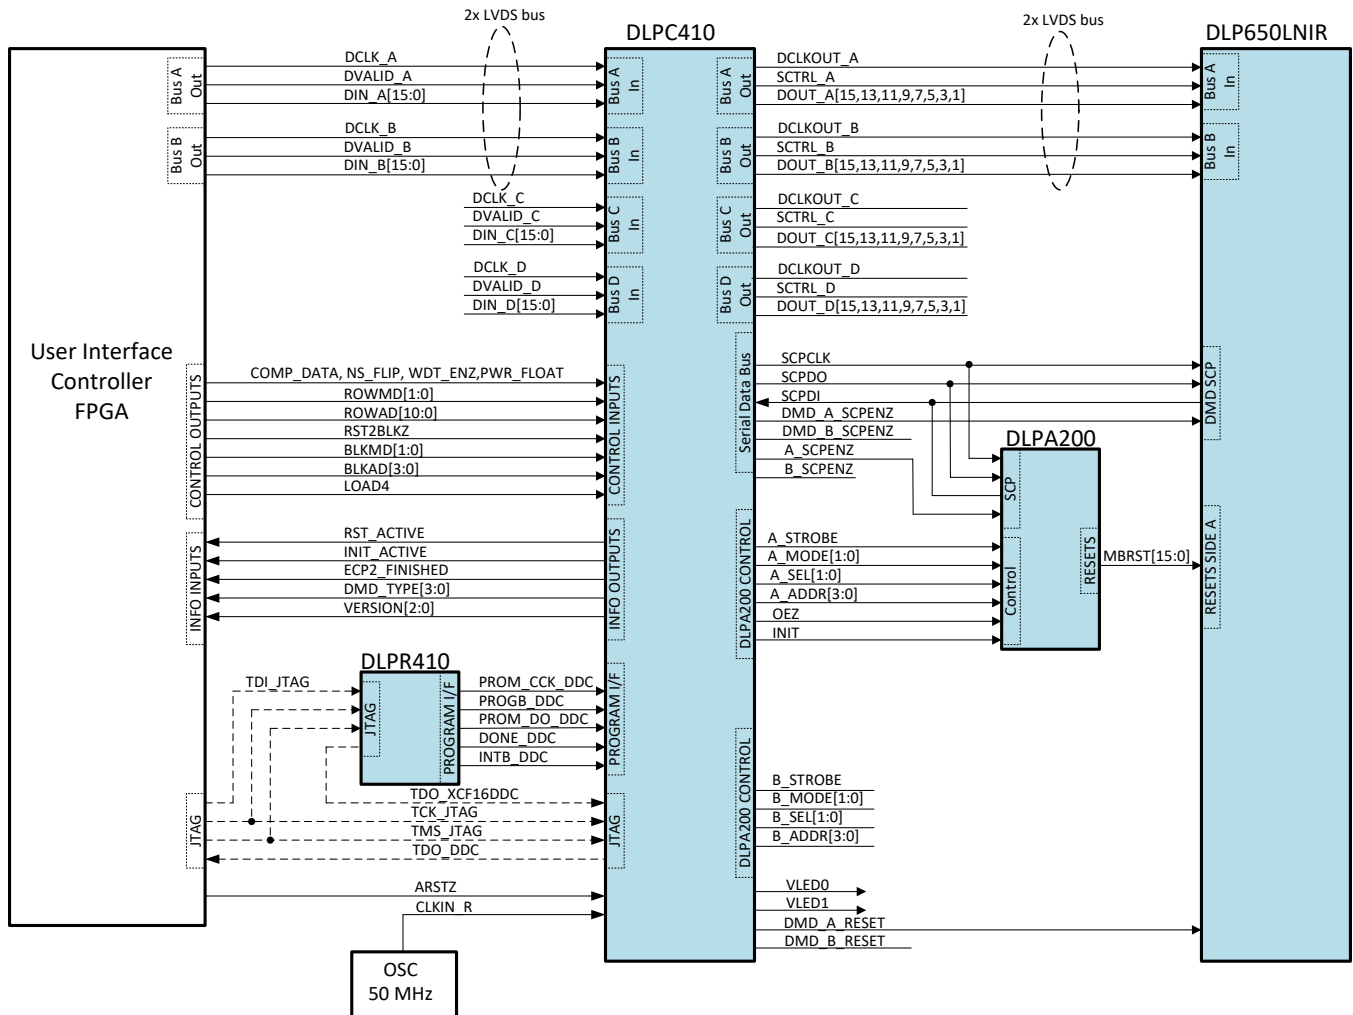 2x LVDS bus
2x LVDS bus
DLPC410
DLP650LNIR
User Interface
Controller
FPGA
Bus A
Out
DCLK_A
DVALID_A
DIN_A[15:0]
Bus A
In
Bus B
Out
DCLK_B
DVALID_B
DIN_B[15:0]
Bus B
In
DCLK_C
DVALID_C
DIN_C[15:0]
Bus C
In
DCLK_D
DVALID_D
DIN_D[15:0]
Bus D
In
Bus A
Out
DCLKOUT_A
SCTRL_A
DOUT_A[15,13,11,9,7,5,3,1]
Bus A
In
Bus B
Out
DCLKOUT_B
SCTRL_B
DOUT_B[15,13,11,9,7,5,3,1]
Bus B
In
Bus C
Out
DCLKOUT_C
SCTRL_C
DOUT_C[15,13,11,9,7,5,3,1]
Bus D
Out
DCLKOUT_D
SCTRL_D
DOUT_D[15,13,11,9,7,5,3,1]
CONTROL OUTPUTS
COMP_DATA, NS_FLIP, WDT_ENZ,PWR_FLOAT
ROWMD[1:0]
ROWAD[10:0]
RST2BLKZ
BLKMD[1:0]
BLKAD[3:0]
LOAD4
CONTROL INPUTS
Serial Data Bus
SCPCLK
SCPDO
SCPDI
DMD_A_SCPENZ
DMD_B_SCPENZ
A_SCPENZ
B_SCPENZ
DMD SCP
DLPA200
SCP
Control
RESETS
MBRST[15:0]
RESETS SIDE A
INFO INPUTS
RST_ACTIVE
INIT_ACTIVE
ECP2_FINISHED
DMD_TYPE[3:0]
VERSION[2:0]
INFO OUTPUTS
DLPA200 CONTROL
A_STROBE
A_MODE[1:0]
A_SEL[1:0]
A_ADDR[3:0]
OEZ
INIT
DLPR410
JTAG
PROGRAM I/F
TDI_JTAG
PROM_CCK_DDC
PROGB_DDC
PROM_DO_DDC
DONE_DDC
INTB_DDC
PROGRAM I/F
JTAG
TDO_XCF16DDC
TCK_JTAG
TMS_JTAG
TDO_DDC
JTAG
DLPA200 CONTROL
B_STROBE
B_MODE[1:0]
B_SEL[1:0]
B_ADDR[3:0]
ARSTZ
CLKIN_R
VLED0
VLED1
DMD_A_RESET
DMD_B_RESET
OSC
50 MHz